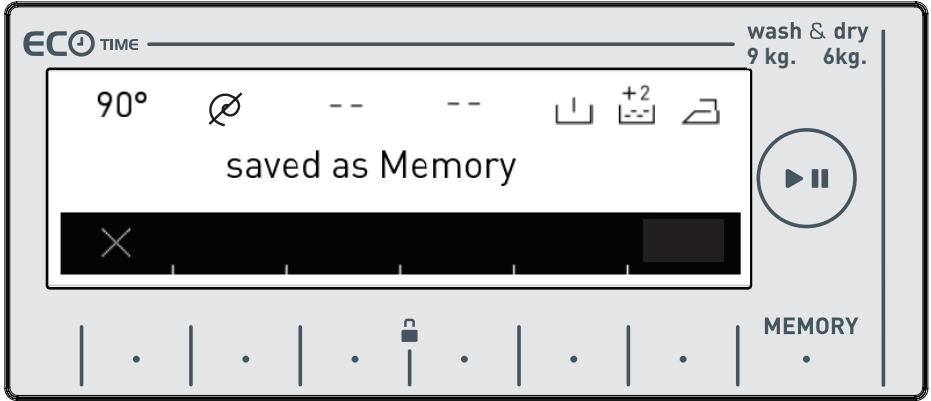 ECO TIME
wash & dry
9 kg. 6kg.
90° -- --
+2
saved as Memory
MEMORY